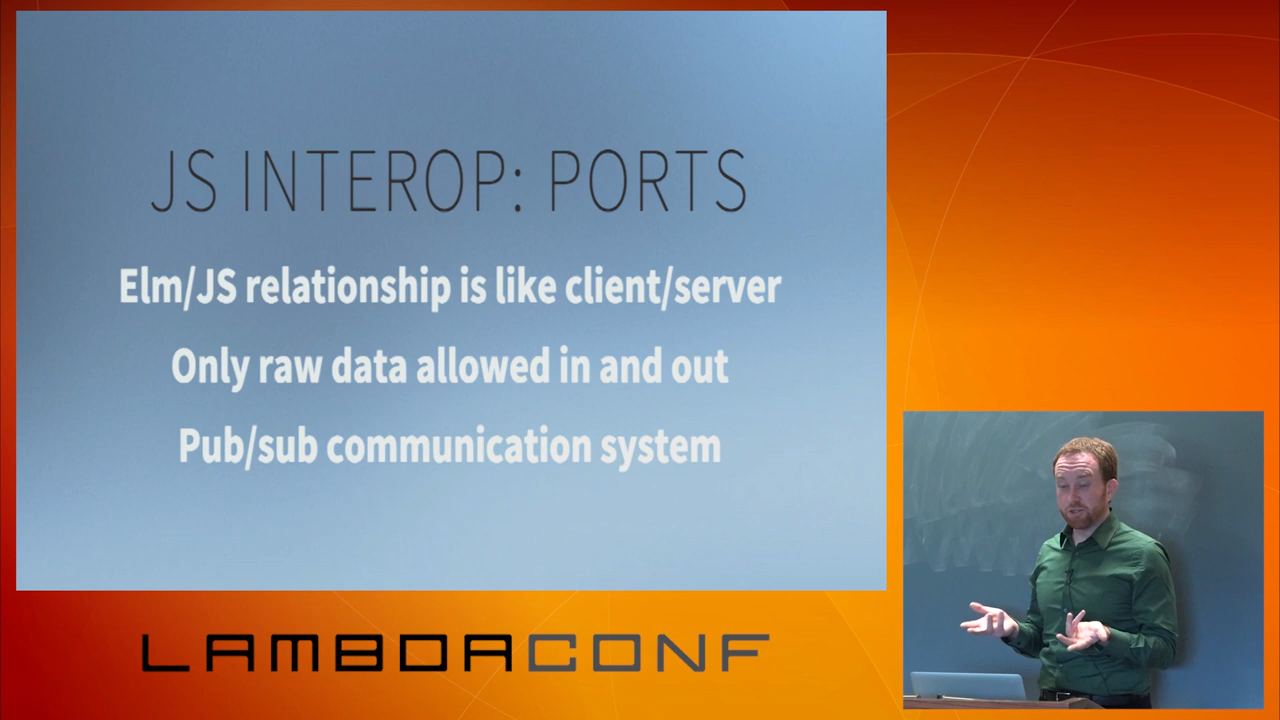 JS INTEROP: PORTS
Elm/JS relationship is like client/server
Only raw data allowed in and out
Pub/sub communication system
LAMBDACONF